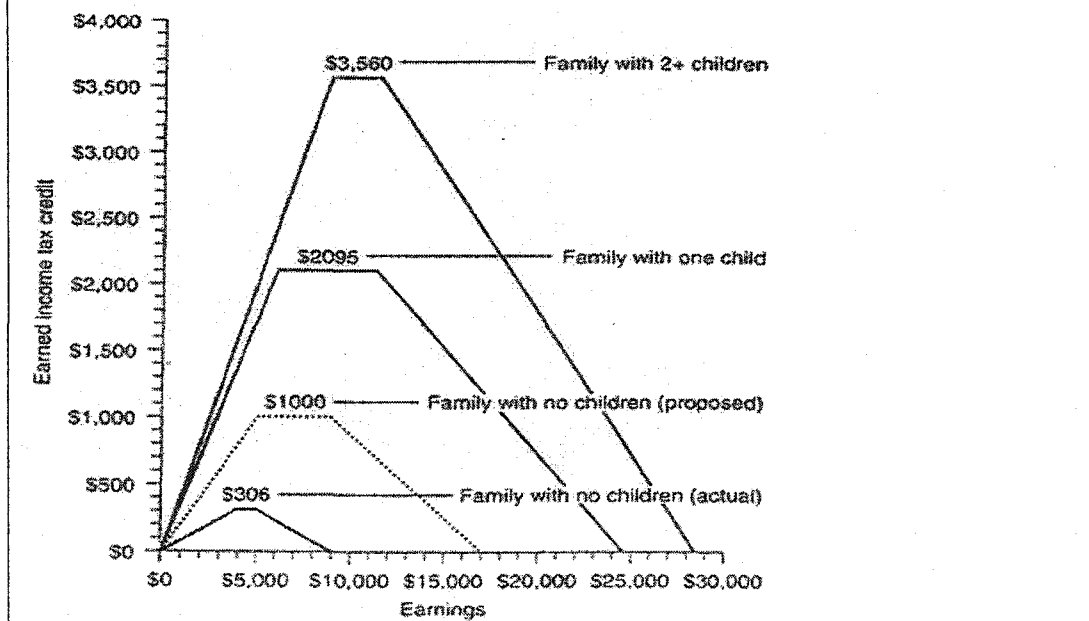 $4,000
$3,560 Family with 2+ children
$3,500
$3,000
$2,500
$2095 Family with one child
$2,000
$1,500
$1000 Family with no children (proposed)
$1,000
$500
$306 Family with no children (actual)
$0
$0 $5,000 $10,000 $15,000 $20,000 $25,000 $30,000
Earnings
Earned income tax credit